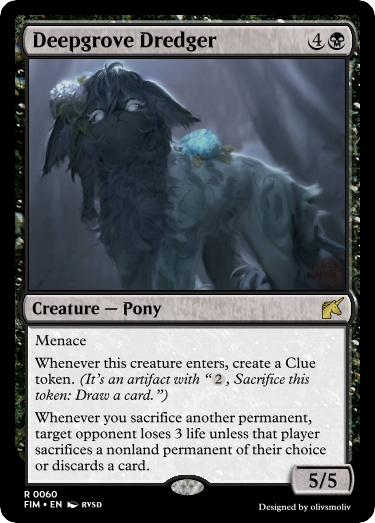 Deepgrove Dredger 4
Creature — Pony
Menace
Whenever this creature enters, create a Clue
token. (It's an artifact with “2, Sacrifice this
token: Draw a card.”)
Whenever you sacrifice another permanent,
target opponent loses 3 life unless that player
sacrifices a nonland permanent of their choice
or discards a card.
5/5
R 0060
FIM • EN RVSD
Designed by olivsmoliv